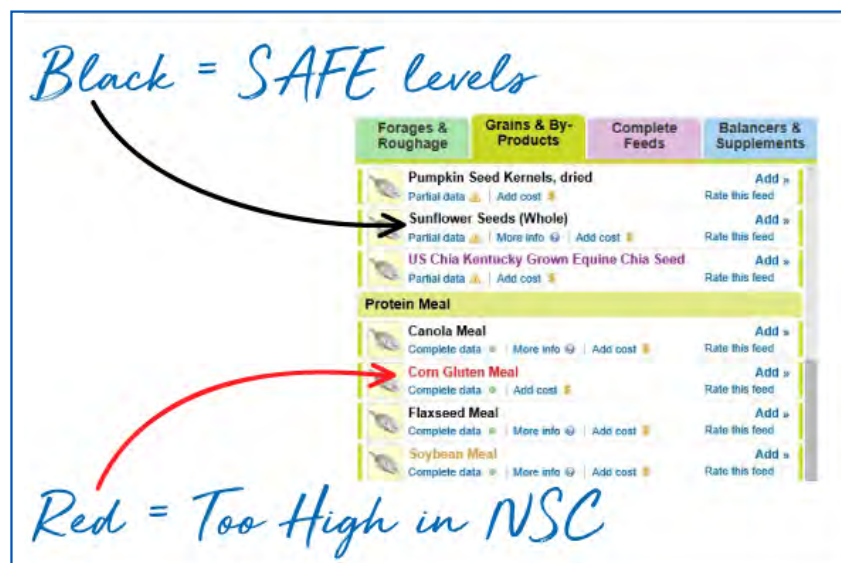 Black = SAFE levels
Forages & Roughage
Grains & By-Products
Complete Feeds
Balancers & Supplements
Pumpkin Seed Kernels, dried Add »
Partial data | Add cost $ Rate this feed
Sunflower Seeds (Whole) Add »
Partial data | More info | Add cost $ Rate this feed
US Chia Kentucky Grown Equine Chia Seed Add »
Partial data | Add cost $ Rate this feed
Protein Meal
Canola Meal Add »
Complete data | More info | Add cost $ Rate this feed
Corn Gluten Meal Add »
Complete data | Add cost $ Rate this feed
Flaxseed Meal Add »
Complete data | More info | Add cost $ Rate this feed
Soybean Meal Add »
Complete data | More info | Add cost $ Rate this feed
Red = Too High in NSC